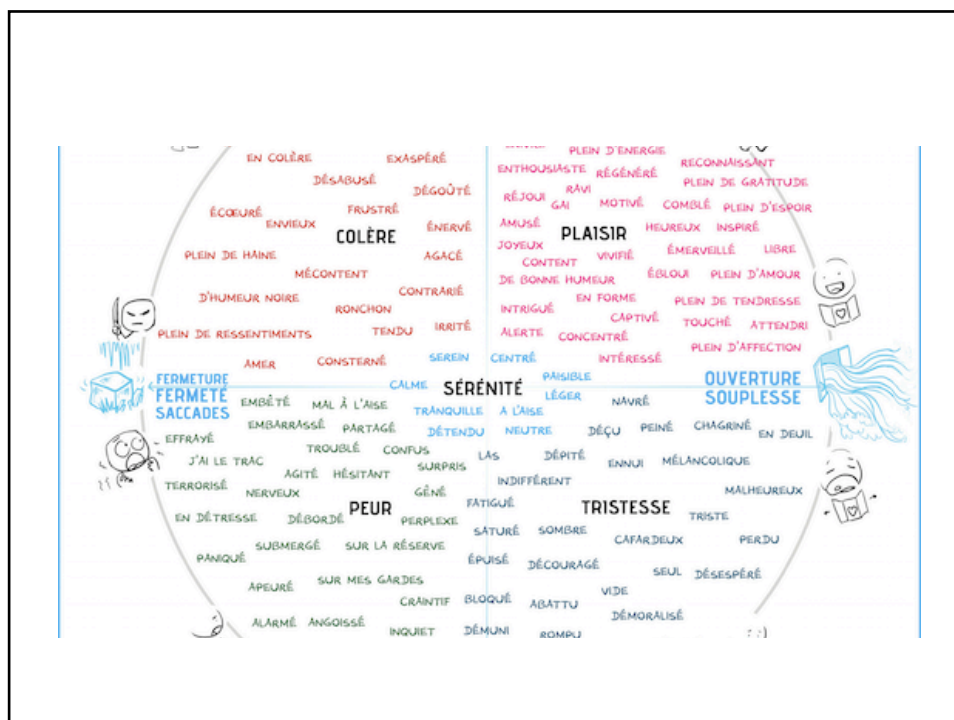 PLEIN D'ÉNERGIE
EN COLÈRE EXASPÉRÉ
RECONNAISSANT
ENTHOUSIASTE RÉGÉNÉRÉ
DÉSABUSÉ
PLEIN DE GRATITUDE
DÉGOÛTÉ
RAVI
RÉJOUI GAI MOTIVÉ COMBLÉ PLEIN D'ESPOIR
ÉCŒURÉ FRUSTRÉ
ENVIEUX ÉNERVÉ
AMUSÉ HEUREUX INSPIRÉ
COLÈRE PLAISIR
JOYEUX
PLEIN DE HAINE AGACÉ
CONTENT VIVIFIÉ ÉMERVEILLÉ LIBRE
MÉCONTENT
DE BONNE HUMEUR ÉBLOUI PLEIN D'AMOUR
D'HUMEUR NOIRE CONTRARIÉ
EN FORME PLEIN DE TENDRESSE
RONCHON
INTRIGUÉ CAPTIVÉ TOUCHÉ ATTENDRI
PLEIN DE RESSENTIMENTS TENDU IRRITÉ
ALERTE CONCENTRÉ
PLEIN D'AFFECTION
AMER CONSTERNÉ SEREIN CENTRÉ INTÉRESSÉ
FERMETURE
FERMETÉ
SACCADES
CALME SÉRÉNITÉ PAISIBLE
OUVERTURE
SOUPLESSE
LÉGER NAVRÉ
EMBÊTÉ MAL À L'AISE
TRANQUILLE A L'AISE
EMBARRASSÉ PARTAGÉ
DÉTENDU NEUTRE DÉÇU PEINÉ CHAGRINÉ EN DEUIL
EFFRAYÉ
TROUBLÉ CONFUS
J'AI LE TRAC LAS DÉPITÉ ENNUI MÉLANCOLIQUE
AGITÉ HÉSITANT SURPRIS
INDIFFÉRENT
TERRORISÉ NERVEUX GÊNÉ
MALHEUREUX
FATIGUÉ
PEUR TRISTESSE
EN DÉTRESSE DÉBORDÉ PERPLEXE
TRISTE
SATURÉ SOMBRE
CAFARDEUX PERDU
SUBMERGÉ SUR LA RÉSERVE
PANIQUÉ
ÉPUISÉ DÉCOURAGÉ
SEUL DÉSESPÉRÉ
APEURÉ SUR MES GARDES
VIDE
CRAINTIF BLOQUÉ ABATTU
DÉMORALISÉ
ALARMÉ ANGOISSÉ
INQUIET DÉMUNI ROMPU